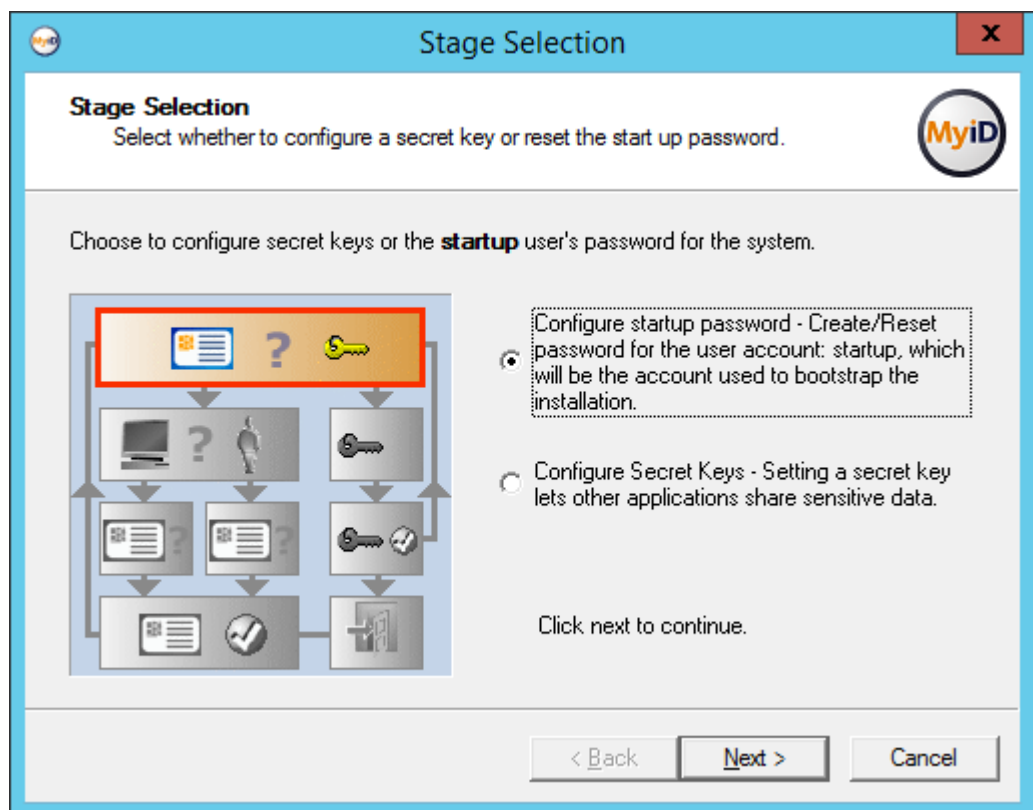 MyiD
Stage Selection
x
Stage Selection
Select whether to configure a secret key or reset the start up password.
MyiD
Choose to configure secret keys or the startup user's password for the system.
?
Configure startup password - Create/Reset
password for the user account: startup, which
will be the account used to bootstrap the
installation.
?
Configure Secret Keys - Setting a secret key
lets other applications share sensitive data.
? ?
Click next to continue.
< Back
Next >
Cancel